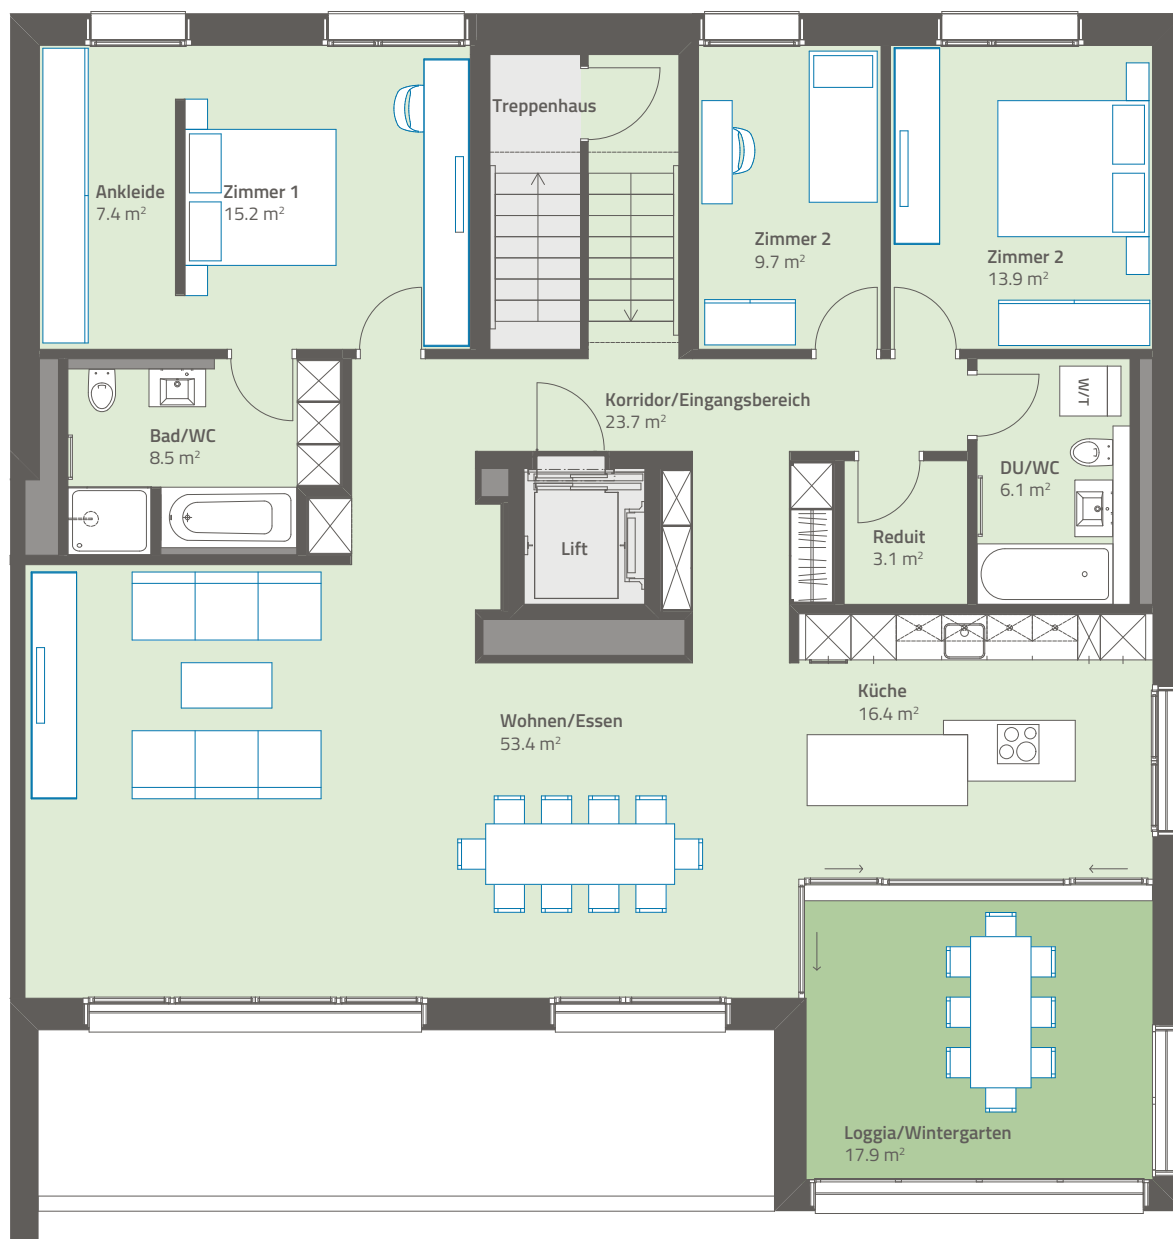 Treppenhaus
Ankleide
7.4 m²
Zimmer 1
15.2 m²
Zimmer 2
9.7 m²
Zimmer 2
13.9 m²
Korridor/Eingangsbereich
23.7 m²
W/T
Bad/WC
8.5 m²
DU/WC
6.1 m²
Lift
Reduit
3.1 m²
Küche
16.4 m²
Wohnen/Essen
53.4 m²
Loggia/Wintergarten
17.9 m²